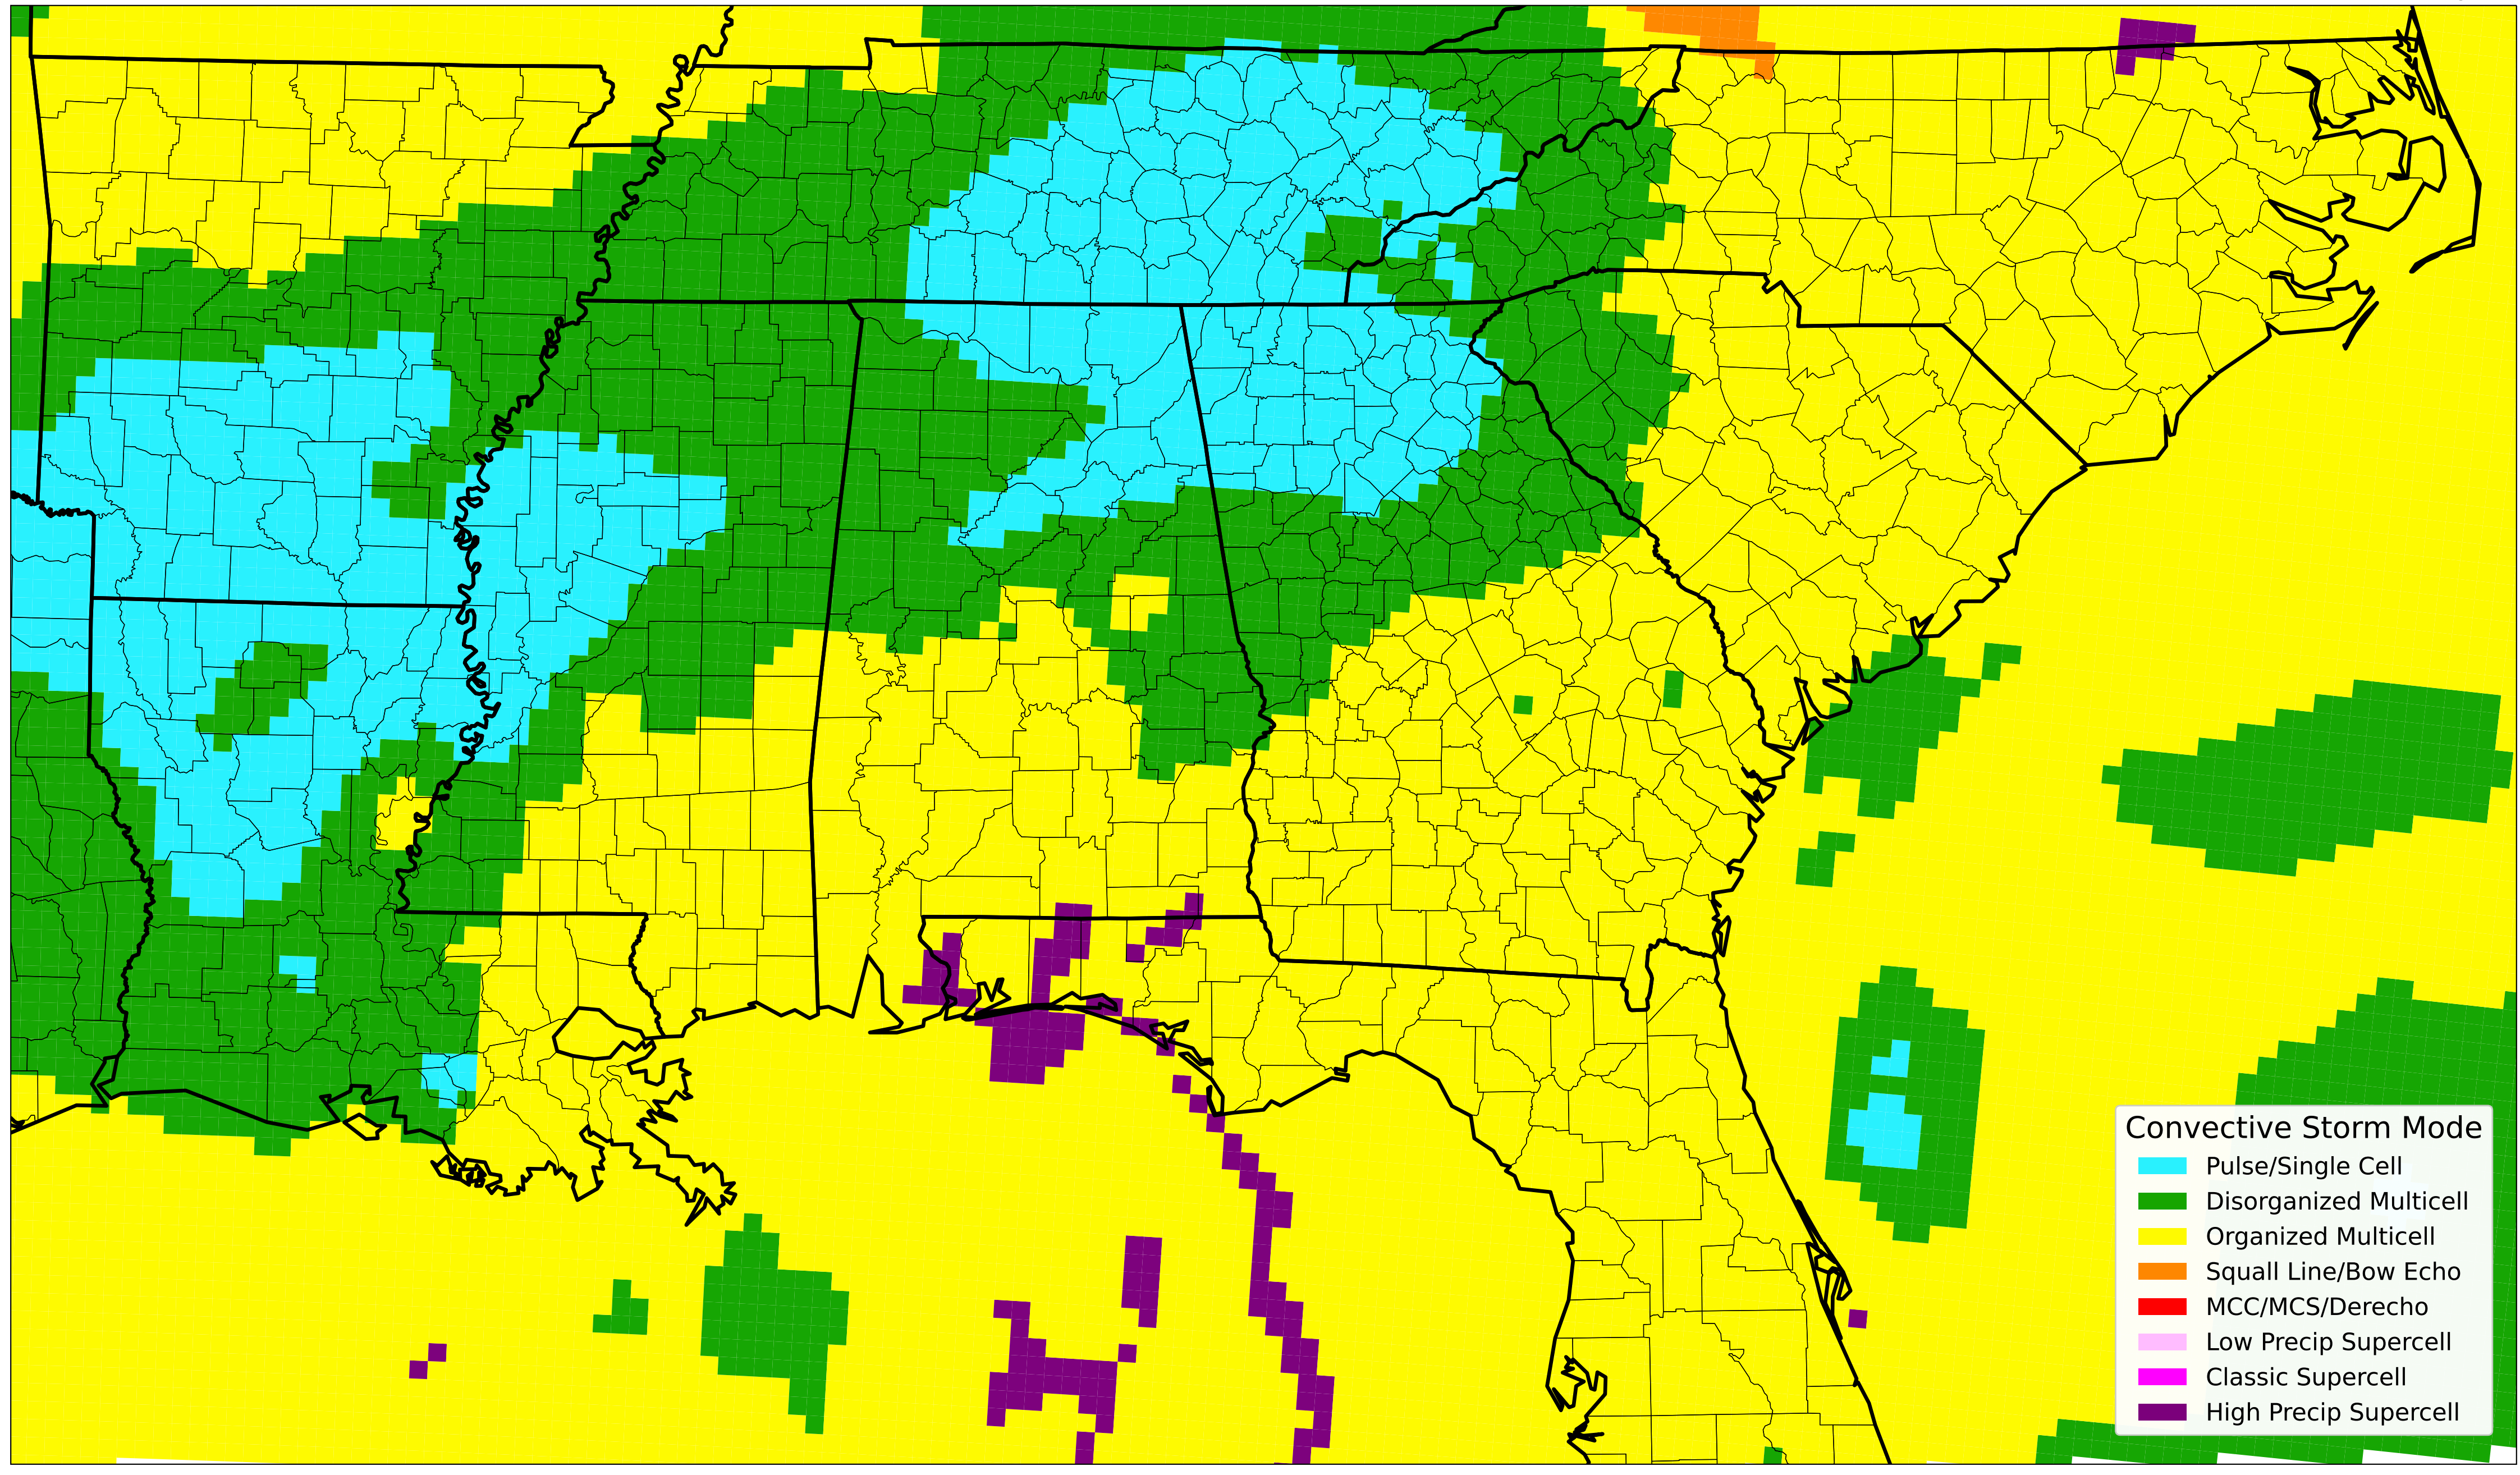 Convective Storm Mode
Pulse/Single Cell
Disorganized Multicell
Organized Multicell
Squall Line/Bow Echo
MCC/MCS/Derecho
Low Precip Supercell
Classic Supercell
High Precip Supercell